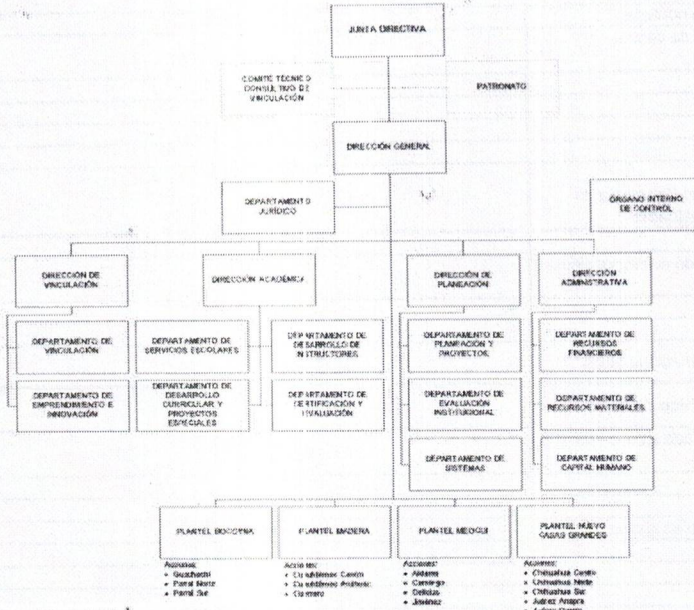 JUNTA DIRECTIVA
COMITÉ TÉCNICO
CONSULTIVO DE
VINCULACIÓN
PATRONATO
DIRECCIÓN GENERAL
DEPARTAMENTO
JURÍDICO
ÓRGANO INTERNO
DE CONTROL
DIRECCIÓN DE
VINCULACIÓN
DIRECCIÓN ACADÉMICA
DIRECCIÓN DE
PLANEACIÓN
DIRECCIÓN
ADMINISTRATIVA
DEPARTAMENTO DE
VINCULACIÓN
DEPARTAMENTO DE
SERVICIOS ESCOLARES
DEPARTAMENTO DE
DESARROLLO DE
INSTRUCTORES
DEPARTAMENTO DE
PLANEACIÓN Y
PROYECTOS
DEPARTAMENTO DE
RECURSOS
FINANCIEROS
DEPARTAMENTO DE
EMPRENDIMIENTO E
INNOVACIÓN
DEPARTAMENTO DE
DESARROLLO
CURRICULAR Y
PROYECTOS
ESPECIALES
DEPARTAMENTO DE
CERTIFICACIÓN Y
EVALUACIÓN
DEPARTAMENTO DE
EVALUACIÓN
INSTITUCIONAL
DEPARTAMENTO DE
RECURSOS MATERIALES
DEPARTAMENTO DE
SISTEMAS
DEPARTAMENTO DE
CAPITAL HUMANO
PLANTEL BOCOYNA
PLANTEL MADERA
PLANTEL MEOQUI
PLANTEL NUEVO
CASAS GRANDES
Acciones:
• Guachochi
• Parral Norte
• Parral Sur
Acciones:
• Cuauhtémoc Centro
• Cuauhtémoc
• Guerrero
Acciones:
• Aldama
• Camargo
• Delicias
• Jiménez
Acciones:
• Chihuahua Centro
• Chihuahua Norte
• Chihuahua Sur
• Juárez Anapra